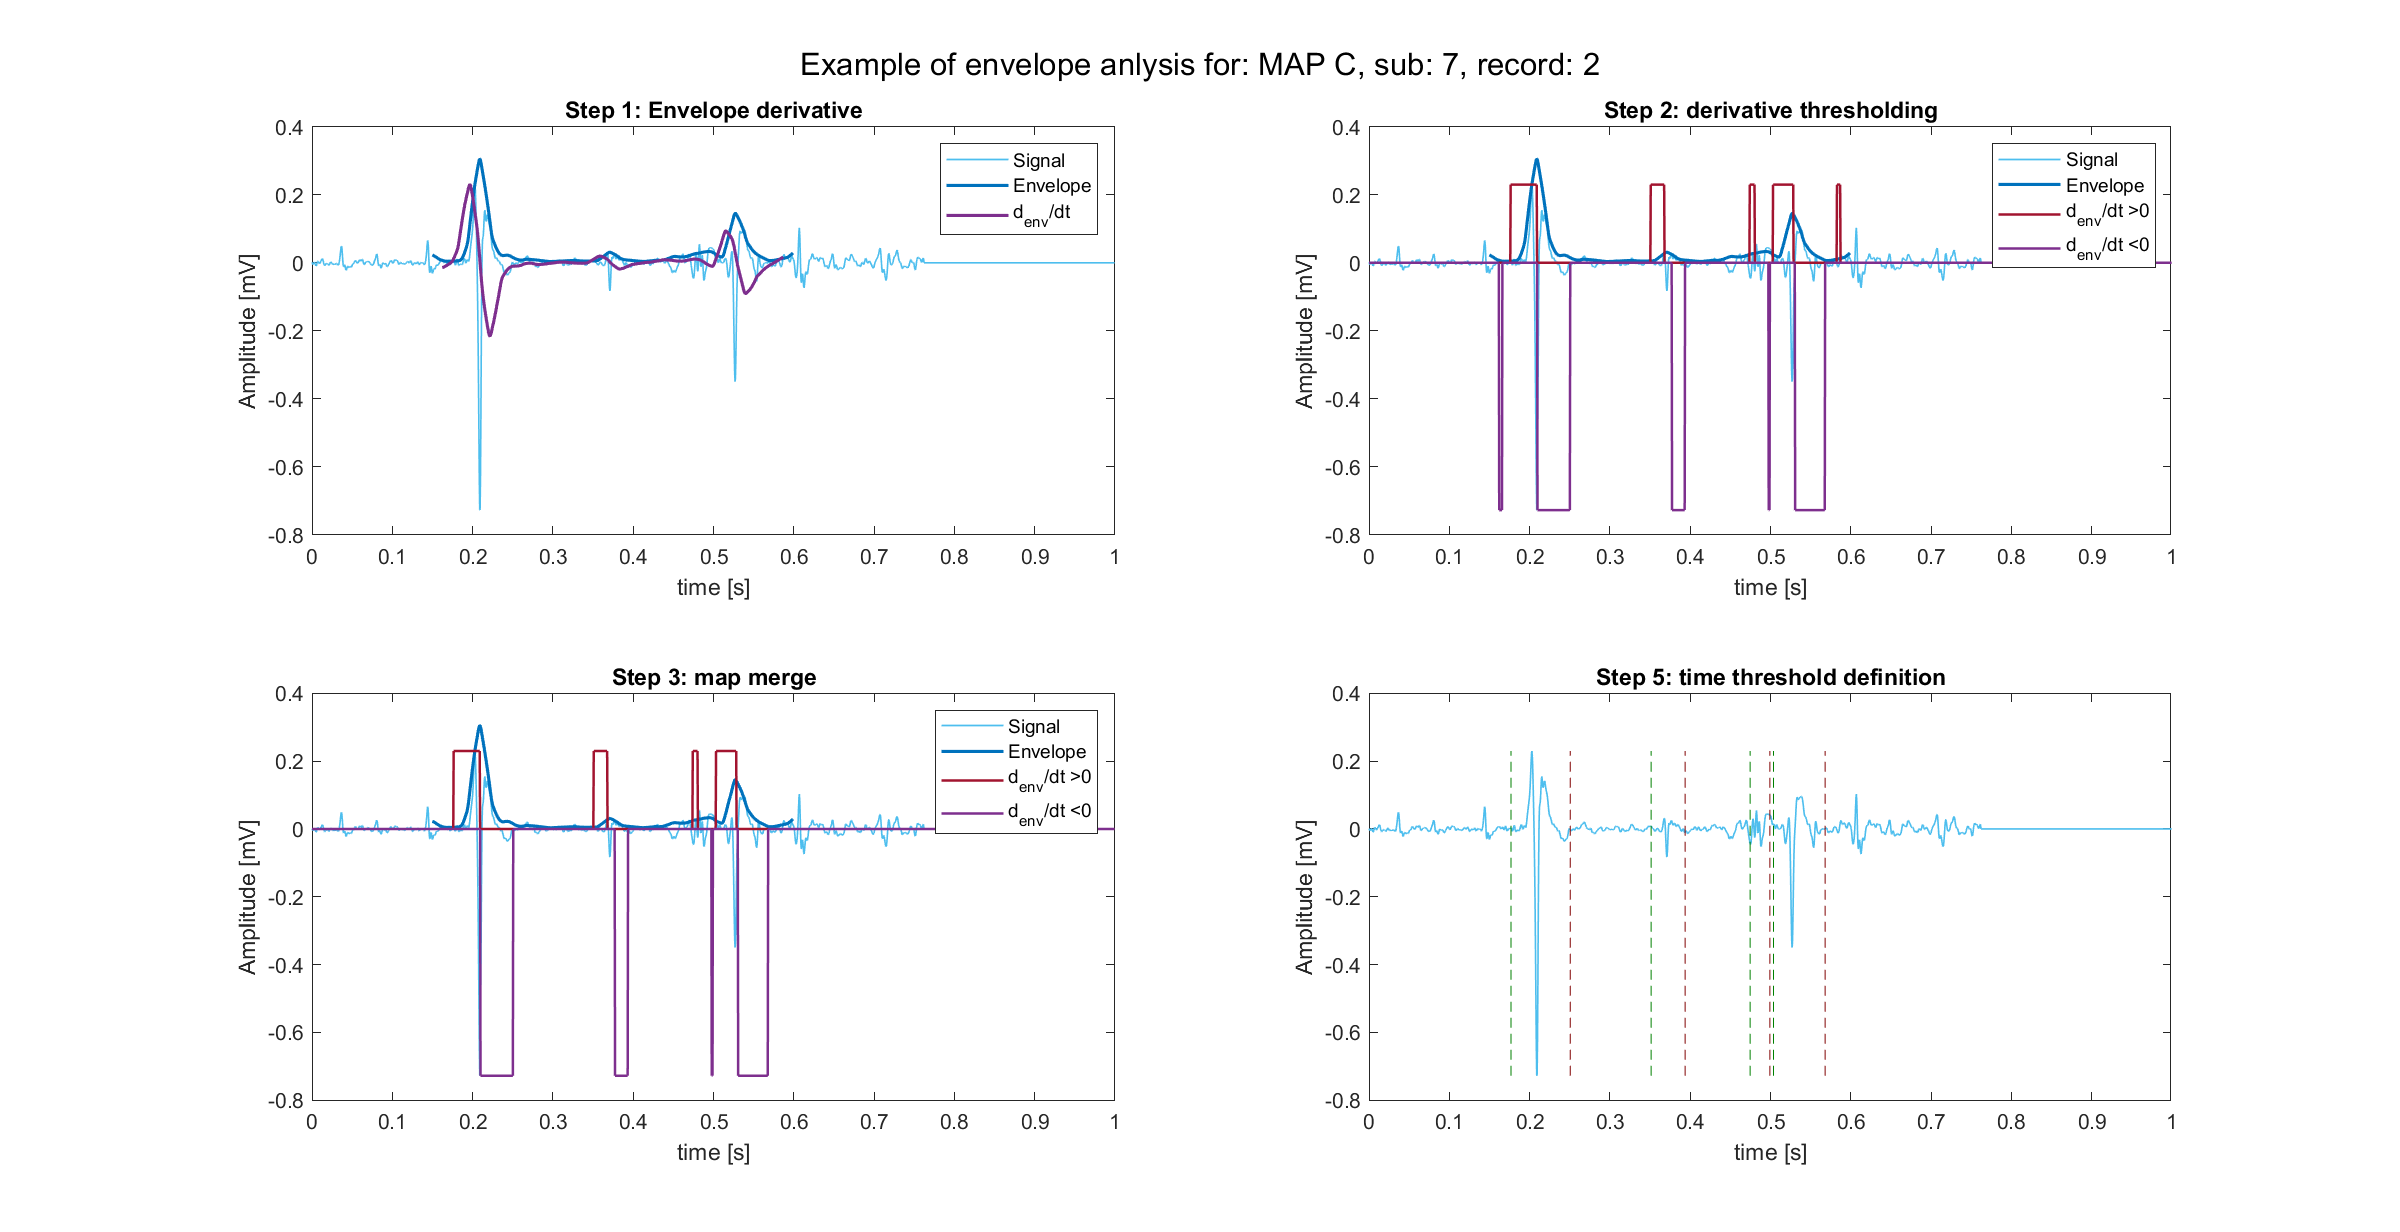 Example of envelope anlysis for: MAP C, sub: 7, record: 2
Step 1: Envelope derivative
0.4
0.2
0
-0.2
-0.4
-0.6
-0.8
Amplitude [mV]
0 0.1 0.2 0.3 0.4 0.5 0.6 0.7 0.8 0.9 1
time [s]
Signal
Envelope
d_env/dt
Step 2: derivative thresholding
0.4
0.2
0
-0.2
-0.4
-0.6
-0.8
Amplitude [mV]
0 0.1 0.2 0.3 0.4 0.5 0.6 0.7 0.8 0.9 1
time [s]
Signal
Envelope
d_env/dt >0
d_env/dt <0
Step 3: map merge
0.4
0.2
0
-0.2
-0.4
-0.6
-0.8
Amplitude [mV]
0 0.1 0.2 0.3 0.4 0.5 0.6 0.7 0.8 0.9 1
time [s]
Signal
Envelope
d_env/dt >0
d_env/dt <0
Step 5: time threshold definition
0.4
0.2
0
-0.2
-0.4
-0.6
-0.8
Amplitude [mV]
0 0.1 0.2 0.3 0.4 0.5 0.6 0.7 0.8 0.9 1
time [s]